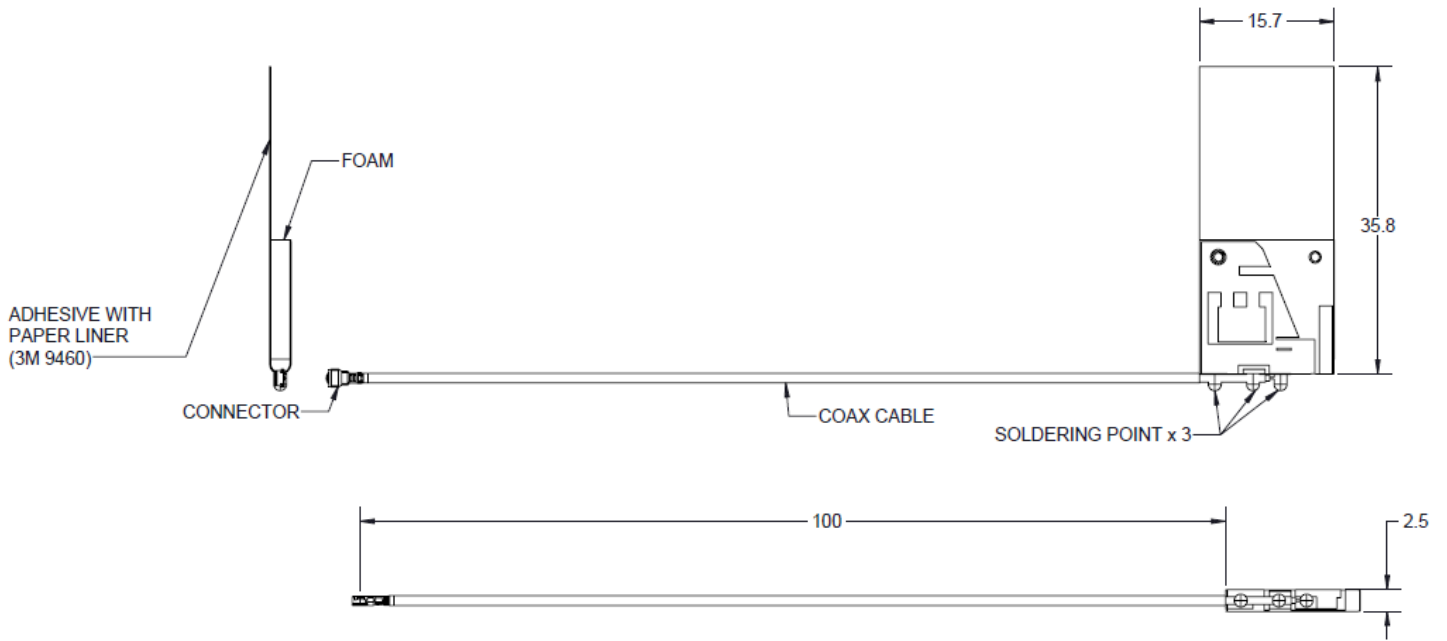 15.7
FOAM
35.8
ADHESIVE WITH
PAPER LINER
(3M 9460)
CONNECTOR
COAX CABLE
SOLDERING POINT x 3
100
2.5